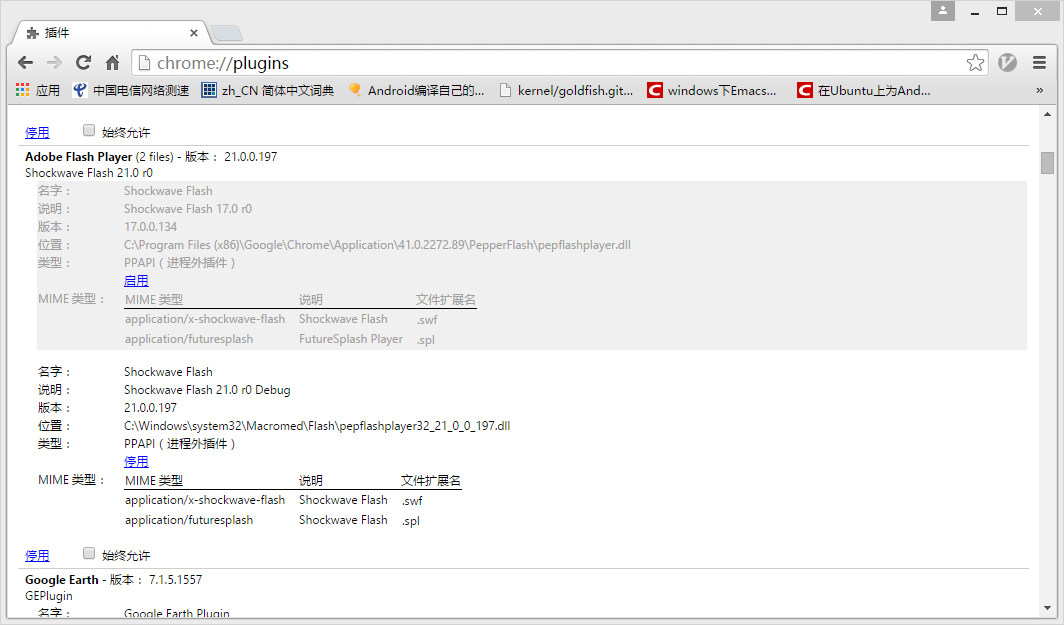 插件
chrome://plugins
应用 中国电信网络测速 zh_CN 简体中文词典 Android编译自己的... kernel/goldfish.git... windows下Emacs... 在Ubuntu上为And... »
停用 始终允许
Adobe Flash Player (2 files) - 版本： 21.0.0.197
Shockwave Flash 21.0 r0
名字： Shockwave Flash
说明： Shockwave Flash 17.0 r0
版本： 17.0.0.134
位置： C:\Program Files (x86)\Google\Chrome\Application\41.0.2272.89\PepperFlash\pepflashplayer.dll
类型： PPAPI（进程外插件）
启用
MIME 类型： MIME 类型 说明 文件扩展名
application/x-shockwave-flash Shockwave Flash .swf
application/futuresplash FutureSplash Player .spl
名字： Shockwave Flash
说明： Shockwave Flash 21.0 r0 Debug
版本： 21.0.0.197
位置： C:\Windows\system32\Macromed\Flash\pepflashplayer32_21_0_0_197.dll
类型： PPAPI（进程外插件）
停用
MIME 类型： MIME 类型 说明 文件扩展名
application/x-shockwave-flash Shockwave Flash .swf
application/futuresplash Shockwave Flash .spl
停用 始终允许
Google Earth - 版本： 7.1.5.1557
GEPlugin
名字： Google Earth Plugin